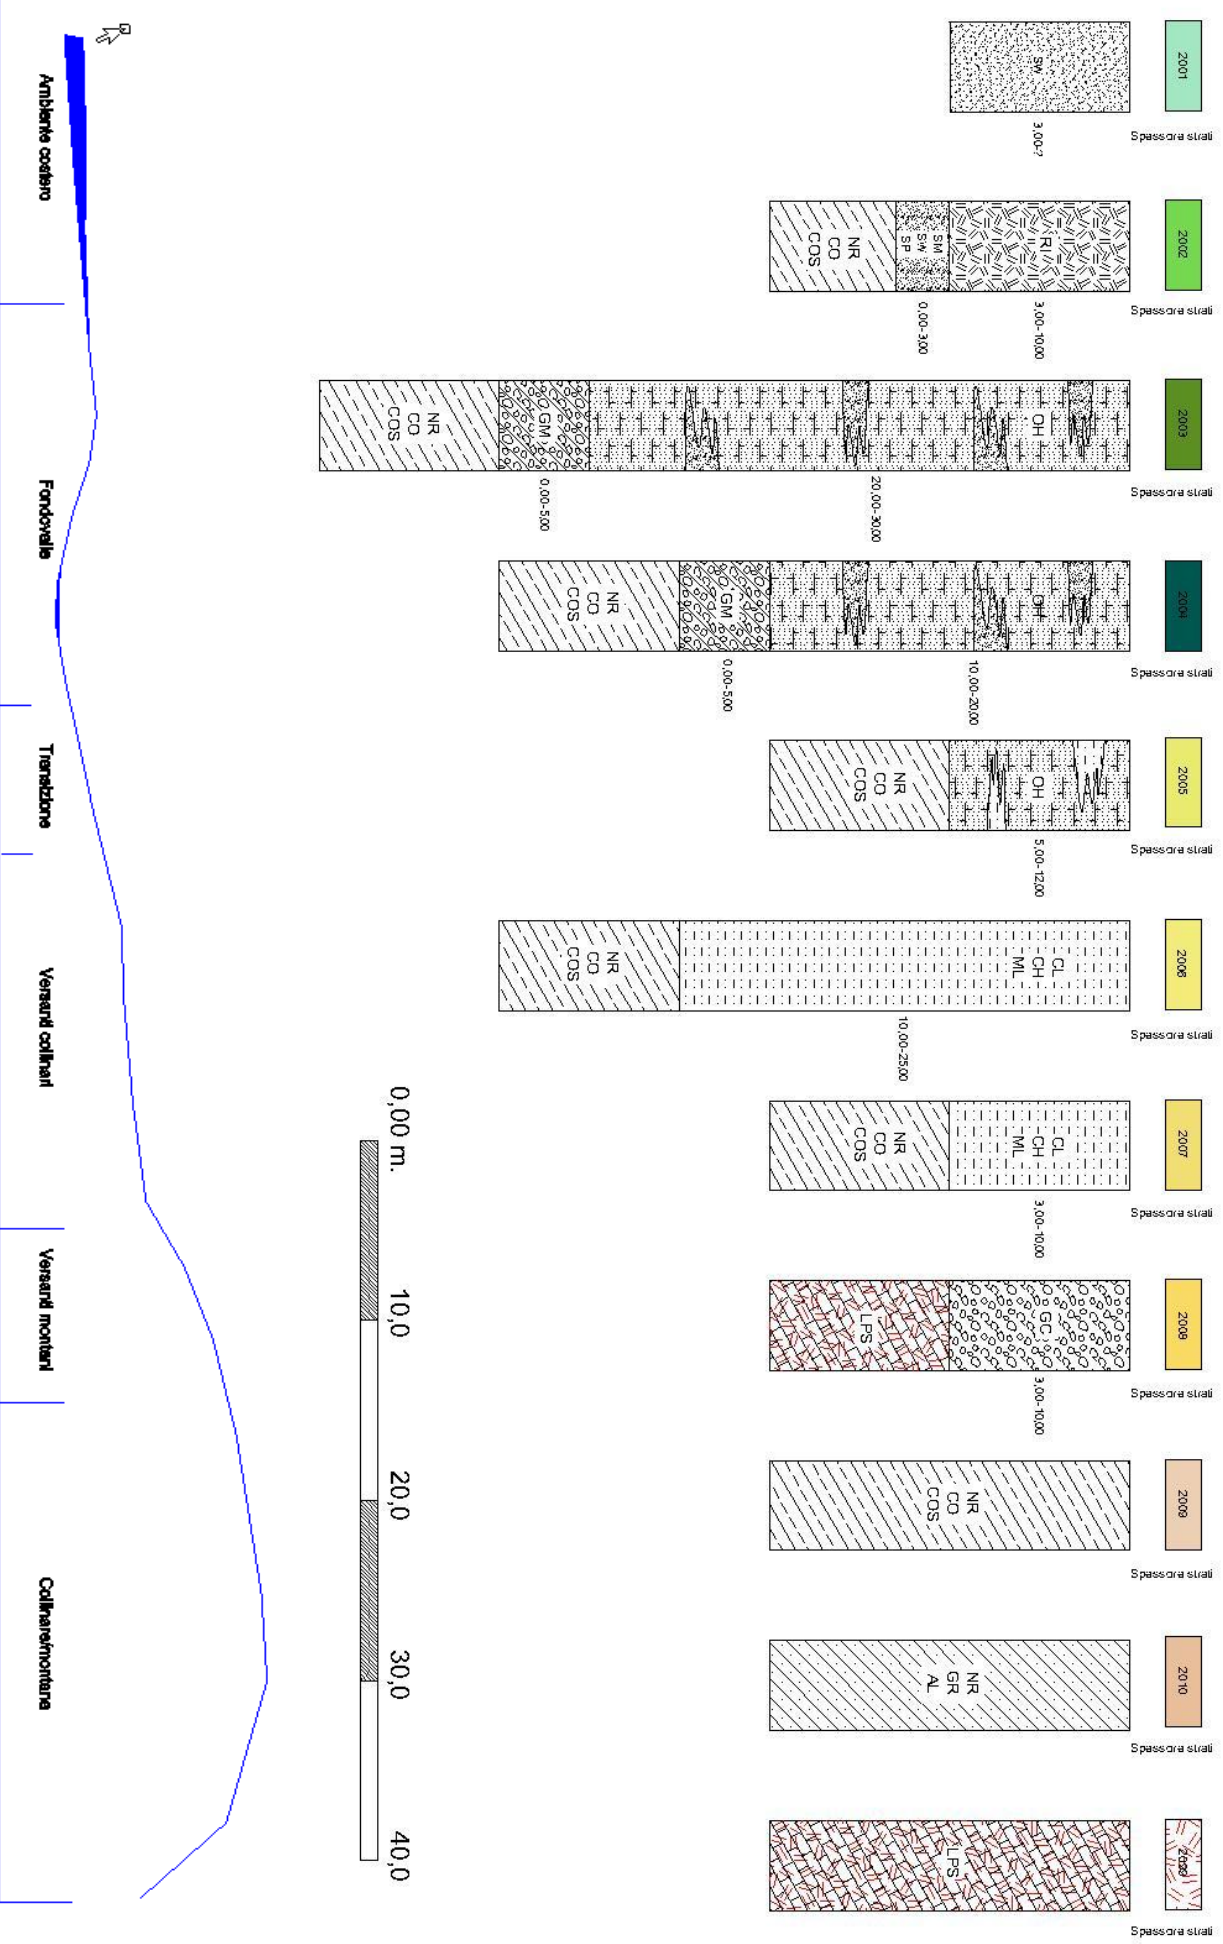 2001
Spessore strati
SW
3,00-?
2002
Spessore strati
RI
3,00-10,00
SM
SW
SP
0,00-3,00
NR
CO
COS
2003
Spessore strati
OH
20,00-30,00
GM
0,00-5,00
NR
CO
COS
2004
Spessore strati
OH
10,00-20,00
GM
0,00-5,00
NR
CO
COS
2005
Spessore strati
OH
5,00-12,00
NR
CO
COS
2006
Spessore strati
CL
CH
ML
10,00-25,00
NR
CO
COS
2007
Spessore strati
CL
CH
ML
3,00-10,00
NR
CO
COS
2008
Spessore strati
GC
3,00-10,00
LPS
2009
Spessore strati
NR
CO
COS
2010
Spessore strati
NR
GR
AL
Spessore strati
LPS
0,00 m. 10,0 20,0 30,0 40,0
Ambiente costiero Fondovalle Transizione Versanti collinari Versanti montani Collinare/montana